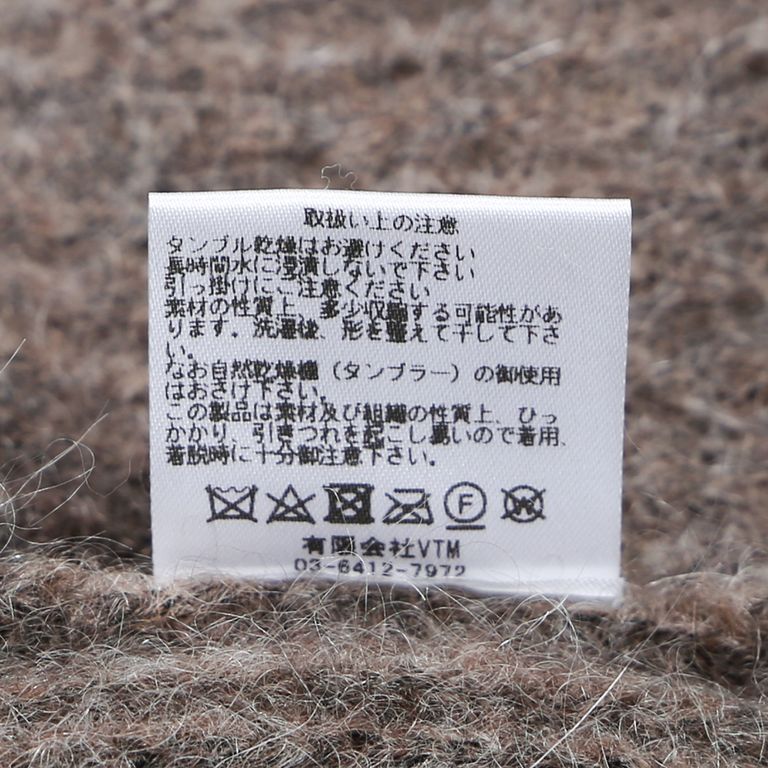 取扱い上の注意
タンブル乾燥はお避けください
長時間水に浸漬しないで下さい
引っ掛けにご注意ください
素材の性質上、多少収縮する可能性があ
ります。洗濯後、形を整えて干して下さ
い。
なお自然乾燥機（タンブラー）の御使用
はおさけ下さい。
この製品は素材及び組織の性質上、ひっ
かかり、引きつれを起こし易いので着用、
着脱時に十分御注意下さい。
F W
有限会社VTM
03-6412-7972